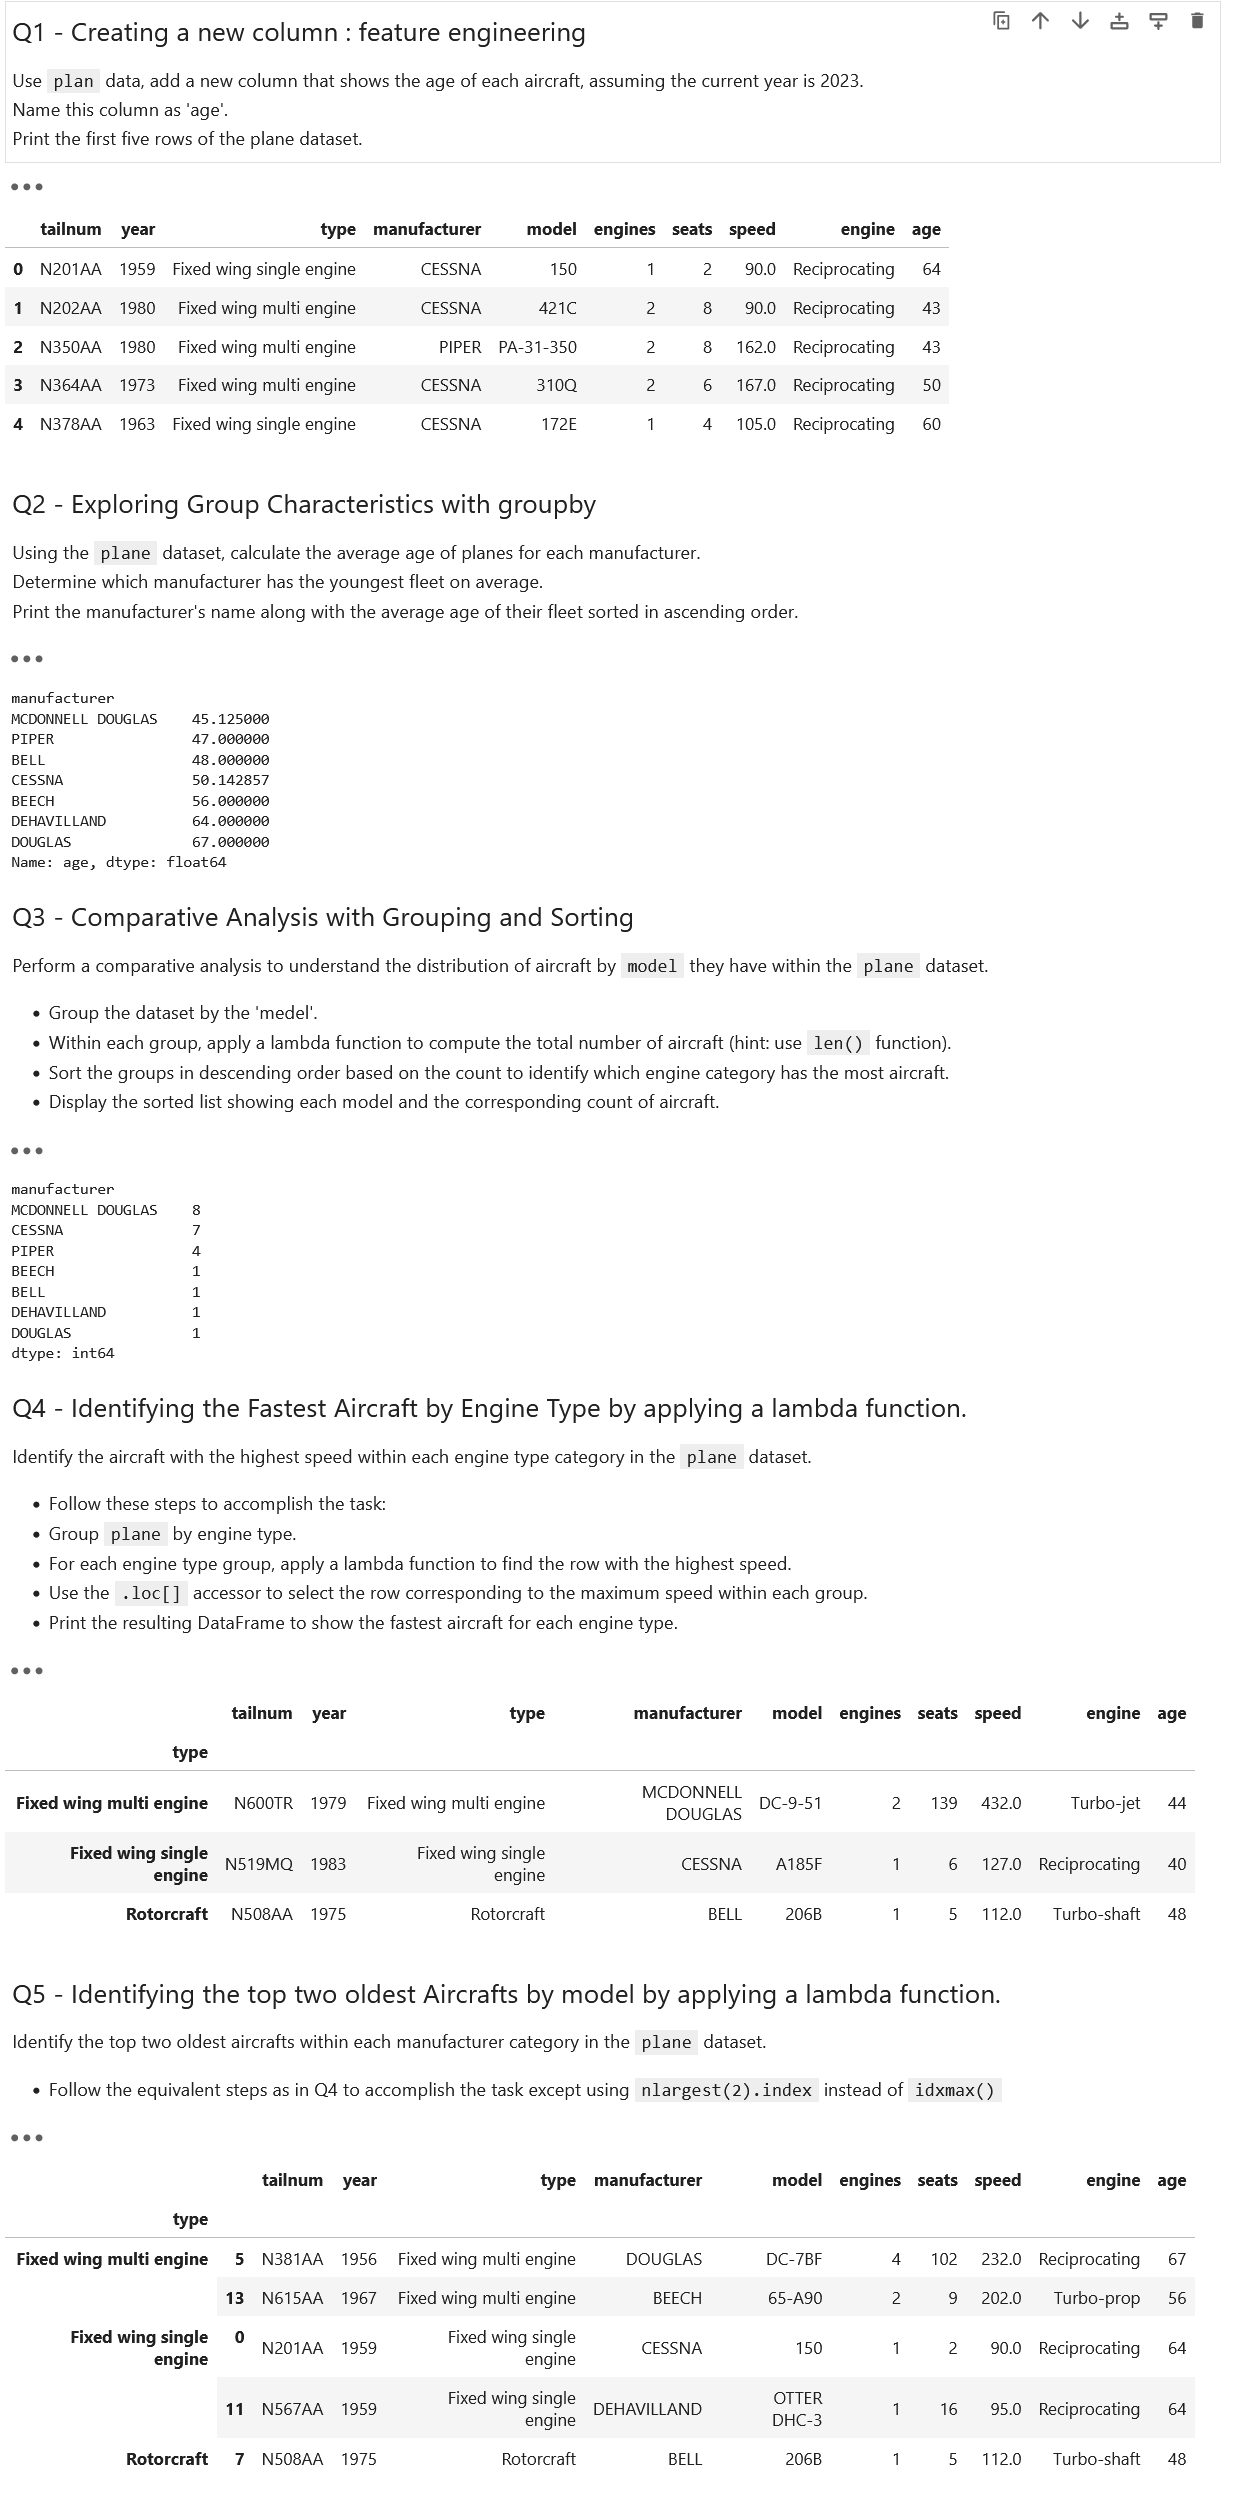 Q1 - Creating a new column : feature engineering
Use plan data, add a new column that shows the age of each aircraft, assuming the current year is 2023.
Name this column as 'age'.
Print the first five rows of the plane dataset.
tailnum year type manufacturer model engines seats speed engine age
0 N201AA 1959 Fixed wing single engine CESSNA 150 1 2 90.0 Reciprocating 64
1 N202AA 1980 Fixed wing multi engine CESSNA 421C 2 8 90.0 Reciprocating 43
2 N350AA 1980 Fixed wing multi engine PIPER PA-31-350 2 8 162.0 Reciprocating 43
3 N364AA 1973 Fixed wing multi engine CESSNA 310Q 2 6 167.0 Reciprocating 50
4 N378AA 1963 Fixed wing single engine CESSNA 172E 1 4 105.0 Reciprocating 60
Q2 - Exploring Group Characteristics with groupby
Using the plane dataset, calculate the average age of planes for each manufacturer.
Determine which manufacturer has the youngest fleet on average.
Print the manufacturer's name along with the average age of their fleet sorted in ascending order.
manufacturer
MCDONNELL DOUGLAS 45.125000
PIPER 47.000000
BELL 48.000000
CESSNA 50.142857
BEECH 56.000000
DEHAVILLAND 64.000000
DOUGLAS 67.000000
Name: age, dtype: float64
Q3 - Comparative Analysis with Grouping and Sorting
Perform a comparative analysis to understand the distribution of aircraft by model they have within the plane dataset.
• Group the dataset by the 'medel'.
• Within each group, apply a lambda function to compute the total number of aircraft (hint: use len() function).
• Sort the groups in descending order based on the count to identify which engine category has the most aircraft.
• Display the sorted list showing each model and the corresponding count of aircraft.
manufacturer
MCDONNELL DOUGLAS 8
CESSNA 7
PIPER 4
BEECH 1
BELL 1
DEHAVILLAND 1
DOUGLAS 1
dtype: int64
Q4 - Identifying the Fastest Aircraft by Engine Type by applying a lambda function.
Identify the aircraft with the highest speed within each engine type category in the plane dataset.
• Follow these steps to accomplish the task:
• Group plane by engine type.
• For each engine type group, apply a lambda function to find the row with the highest speed.
• Use the .loc[] accessor to select the row corresponding to the maximum speed within each group.
• Print the resulting DataFrame to show the fastest aircraft for each engine type.
tailnum year type manufacturer model engines seats speed engine age
type
Fixed wing multi engine N600TR 1979 Fixed wing multi engine MCDONNELL DOUGLAS DC-9-51 2 139 432.0 Turbo-jet 44
Fixed wing single engine N519MQ 1983 Fixed wing single engine CESSNA A185F 1 6 127.0 Reciprocating 40
Rotorcraft N508AA 1975 Rotorcraft BELL 206B 1 5 112.0 Turbo-shaft 48
Q5 - Identifying the top two oldest Aircrafts by model by applying a lambda function.
Identify the top two oldest aircrafts within each manufacturer category in the plane dataset.
• Follow the equivalent steps as in Q4 to accomplish the task except using nlargest(2).index instead of idxmax()
tailnum year type manufacturer model engines seats speed engine age
type
Fixed wing multi engine 5 N381AA 1956 Fixed wing multi engine DOUGLAS DC-7BF 4 102 232.0 Reciprocating 67
13 N615AA 1967 Fixed wing multi engine BEECH 65-A90 2 9 202.0 Turbo-prop 56
Fixed wing single engine 0 N201AA 1959 Fixed wing single engine CESSNA 150 1 2 90.0 Reciprocating 64
11 N567AA 1959 Fixed wing single engine DEHAVILLAND OTTER DHC-3 1 16 95.0 Reciprocating 64
Rotorcraft 7 N508AA 1975 Rotorcraft BELL 206B 1 5 112.0 Turbo-shaft 48